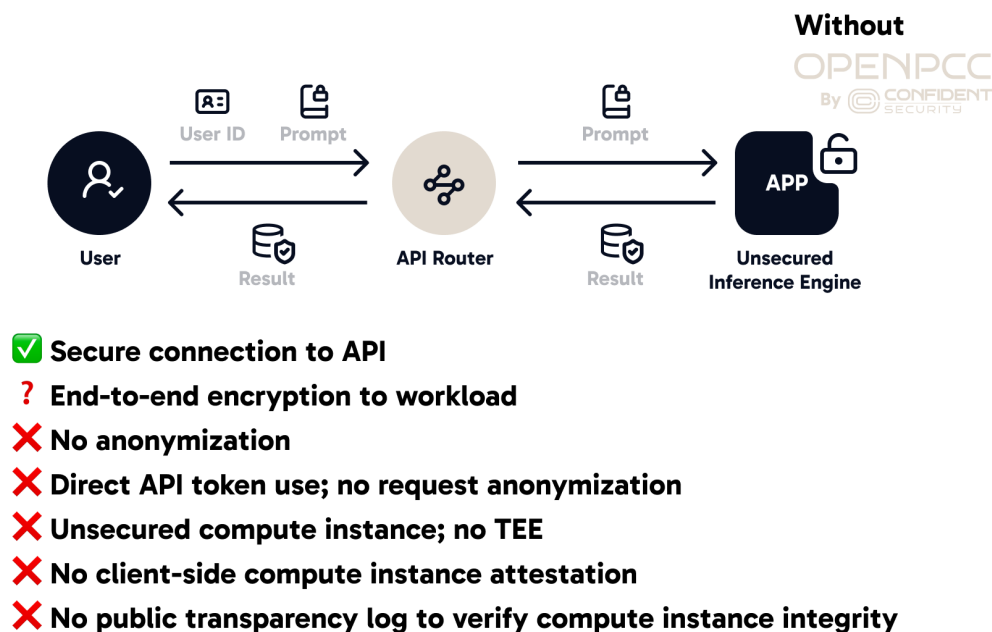 Without
OPENPCC
By CONFIDENT
SECURITY
User ID
Prompt
Prompt
APP
User
API Router
Unsecured
Inference Engine
Result
Result
✅ Secure connection to API
? End-to-end encryption to workload
❌ No anonymization
❌ Direct API token use; no request anonymization
❌ Unsecured compute instance; no TEE
❌ No client-side compute instance attestation
❌ No public transparency log to verify compute instance integrity